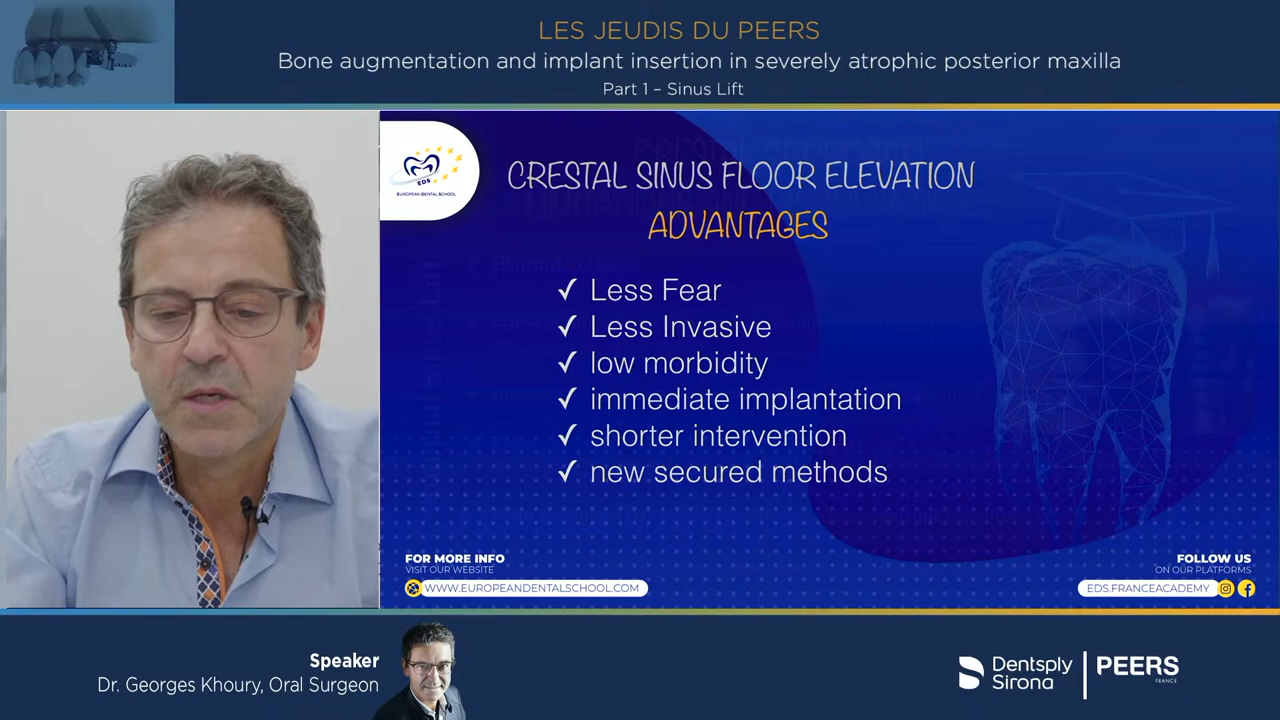 LES JEUDIS DU PEERS
Bone augmentation and implant insertion in severely atrophic posterior maxilla
Part 1 – Sinus Lift
EDS
EUROPEAN DENTAL SCHOOL
CRESTAL SINUS FLOOR ELEVATION
ADVANTAGES
✓ Less Fear
✓ Less Invasive
✓ low morbidity
✓ immediate implantation
✓ shorter intervention
✓ new secured methods
FOR MORE INFO
VISIT OUR WEBSITE
WWW.EUROPEANDENTALSCHOOL.COM
FOLLOW US
ON OUR PLATFORMS
EDS.FRANCEACADEMY
Speaker
Dr. Georges Khoury, Oral Surgeon
Dentsply
Sirona
PEERS
FRANCE